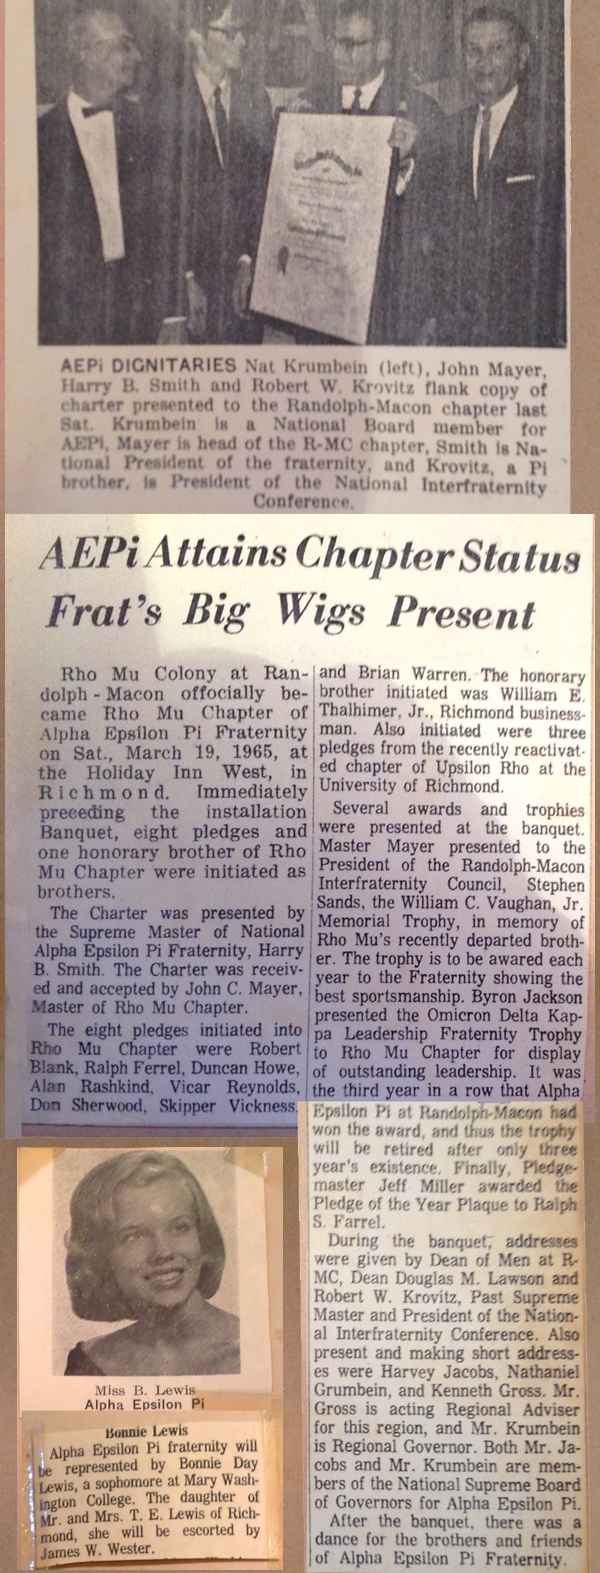 AEPi DIGNITARIES Nat Krumbein (left), John Mayer,
Harry B. Smith and Robert W. Krovitz flank copy of
charter presented to the Randolph-Macon chapter last
Sat. Krumbein is a National Board member for
AEPi, Mayer is head of the R-MC chapter, Smith is Na-
tional President of the fraternity, and Krovitz, a Pi
brother, is President of the National Interfraternity
Conference.
AEPi Attains Chapter Status
Frat's Big Wigs Present
Rho Mu Colony at Ran-
dolph - Macon offocially be-
came Rho Mu Chapter of
Alpha Epsilon Pi Fraternity
on Sat., March 19, 1965, at
the Holiday Inn West, in
Richmond. Immediately
preceding the installation
Banquet, eight pledges and
one honorary brother of Rho
Mu Chapter were initiated as
brothers.
The Charter was presented by
the Supreme Master of National
Alpha Epsilon Pi Fraternity, Harry
B. Smith. The Charter was receiv-
ed and accepted by John C. Mayer,
Master of Rho Mu Chapter.
The eight pledges initiated into
Rho Mu Chapter were Robert
Blank, Ralph Ferrel, Duncan Howe,
Alan Rashkind, Vicar Reynolds,
Don Sherwood, Skipper Vickness,
and Brian Warren. The honorary
brother initiated was William E.
Thalhimer, Jr., Richmond business-
man. Also initiated were three
pledges from the recently reactivat-
ed chapter of Upsilon Rho at the
University of Richmond.
Several awards and trophies
were presented at the banquet.
Master Mayer presented to the
President of the Randolph-Macon
Interfraternity Council, Stephen
Sands, the William C. Vaughan, Jr.
Memorial Trophy, in memory of
Rho Mu's recently departed broth-
er. The trophy is to be awared each
year to the Fraternity showing the
best sportsmanship. Byron Jackson
presented the Omicron Delta Kap-
pa Leadership Fraternity Trophy
to Rho Mu Chapter for display
of outstanding leadership. It was
the third year in a row that Alpha
Epsilon Pi at Randolph-Macon had
won the award, and thus the trophy
will be retired after only three
year's existence. Finally, Pledge-
master Jeff Miller awarded the
Pledge of the Year Plaque to Ralph
S. Farrel.
During the banquet, addresses
were given by Dean of Men at R-
MC, Dean Douglas M. Lawson and
Robert W. Krovitz, Past Supreme
Master and President of the Nation-
al Interfraternity Conference. Also
present and making short address-
es were Harvey Jacobs, Nathaniel
Grumbein, and Kenneth Gross. Mr.
Gross is acting Regional Adviser
for this region, and Mr. Krumbein
is Regional Governor. Both Mr. Ja-
cobs and Mr. Krumbein are mem-
bers of the National Supreme Board
of Governors for Alpha Epsilon Pi.
After the banquet, there was a
dance for the brothers and friends
of Alpha Epsilon Pi Fraternity.
Miss B. Lewis
Alpha Epsilon Pi
Bonnie Lewis
Alpha Epsilon Pi fraternity will
be represented by Bonnie Day
Lewis, a sophomore at Mary Wash-
ington College. The daughter of
Mr. and Mrs. T. E. Lewis of Rich-
mond, she will be escorted by
James W. Wester.